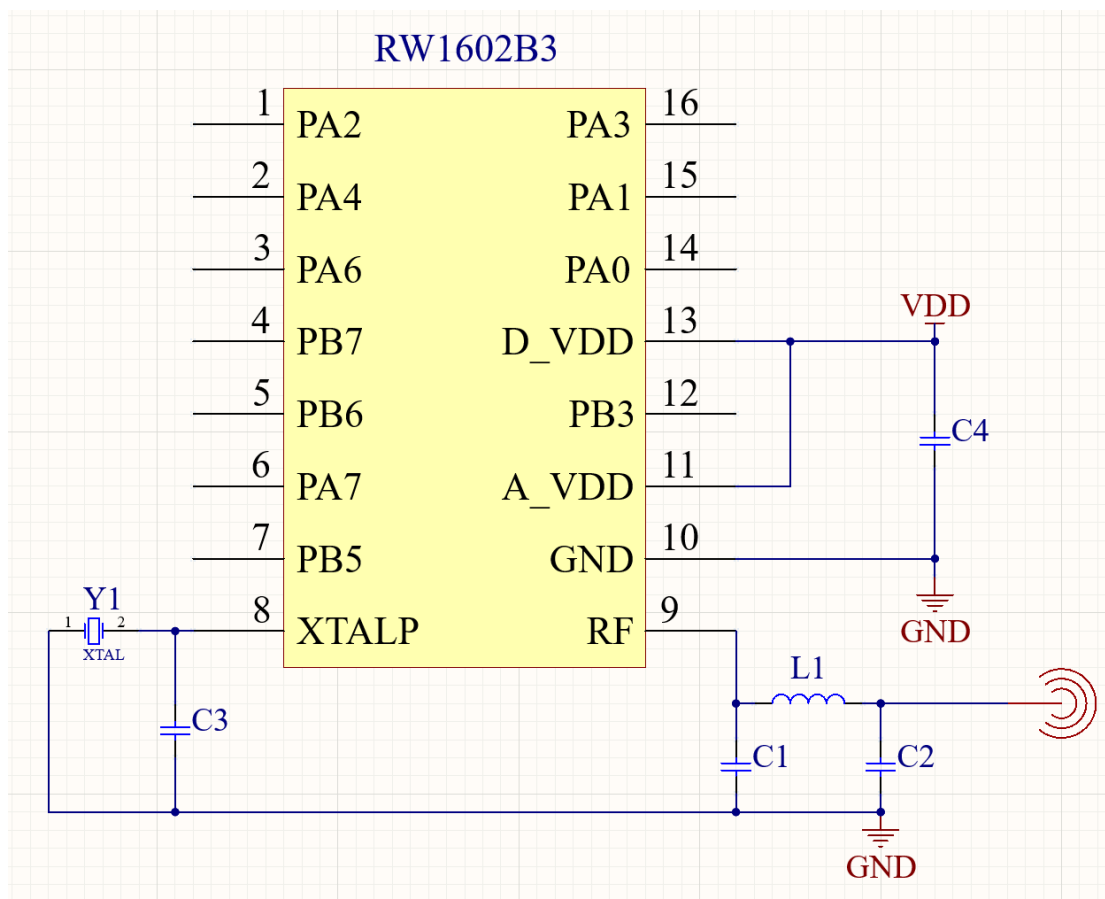 RW1602B3
1 PA2 PA3 16
2 PA4 PA1 15
3 PA6 PA0 14
VDD
4 PB7 D_VDD 13
5 PB6 PB3 12
C4
6 PA7 A_VDD 11
7 PB5 GND 10
Y1
1 2
XTAL
8 XTALP RF 9
GND
L1
C3
C1
C2
GND